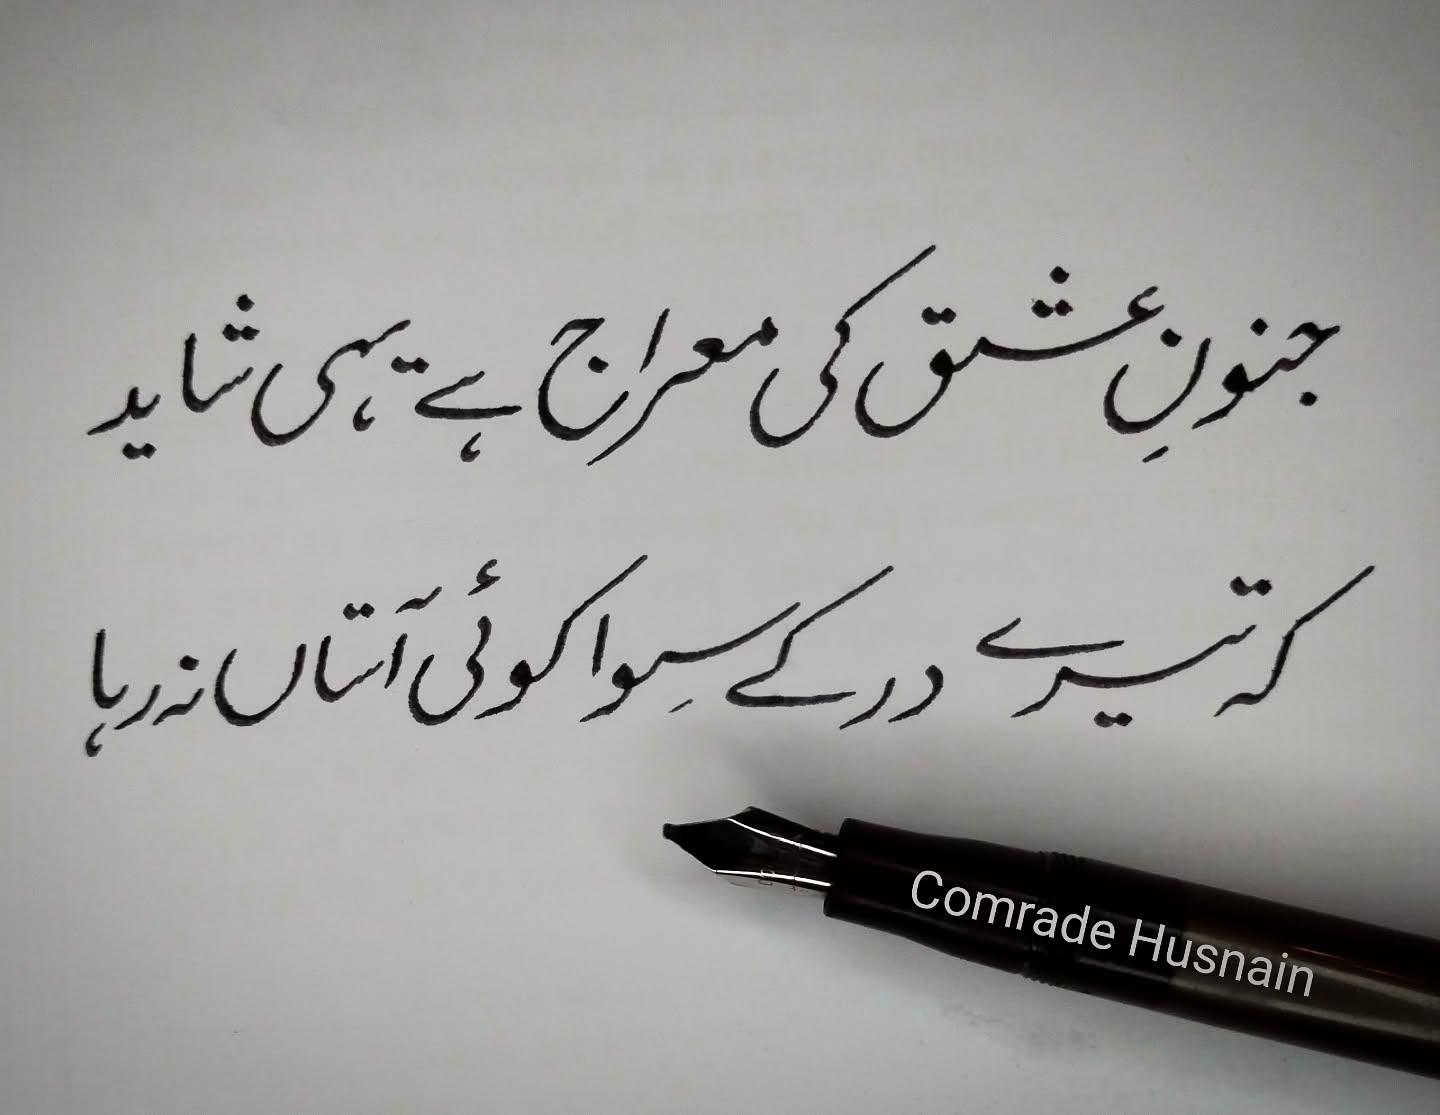 جنونِ عشق کی معراج ہے یہی شاید
کہ تیرے در کے سِوا کوئی آستاں نہ رہا
Comrade Husnain